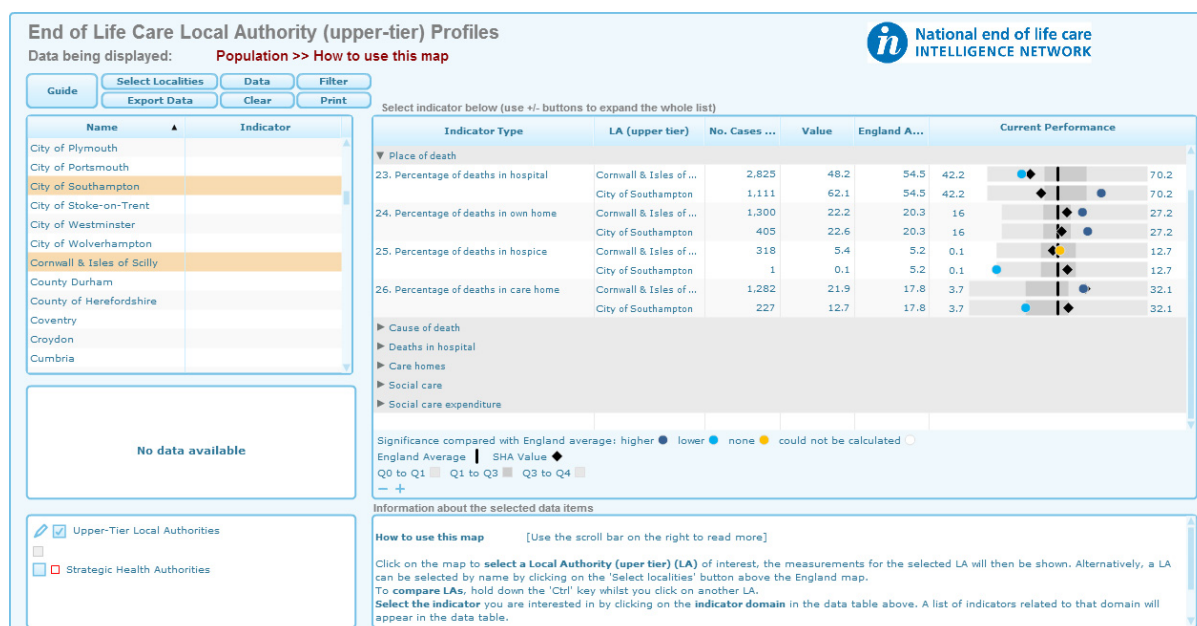 End of Life Care Local Authority (upper-tier) Profiles
Data being displayed: Population >> How to use this map
National end of life care
INTELLIGENCE NETWORK
Guide
Select Localities Data Filter
Export Data Clear Print
Select indicator below (use +/- buttons to expand the whole list)
Name ▲ Indicator
City of Plymouth
City of Portsmouth
City of Southampton
City of Stoke-on-Trent
City of Westminster
City of Wolverhampton
Cornwall & Isles of Scilly
County Durham
County of Herefordshire
Coventry
Croydon
Cumbria
Indicator Type LA (upper tier) No. Cases ... Value England A... Current Performance
▼ Place of death
23. Percentage of deaths in hospital Cornwall & Isles of ... 2,825 48.2 54.5 42.2 70.2
City of Southampton 1,111 62.1 54.5 42.2 70.2
24. Percentage of deaths in own home Cornwall & Isles of ... 1,300 22.2 20.3 16 27.2
City of Southampton 405 22.6 20.3 16 27.2
25. Percentage of deaths in hospice Cornwall & Isles of ... 318 5.4 5.2 0.1 12.7
City of Southampton 1 0.1 5.2 0.1 12.7
26. Percentage of deaths in care home Cornwall & Isles of ... 1,282 21.9 17.8 3.7 32.1
City of Southampton 227 12.7 17.8 3.7 32.1
▶ Cause of death
▶ Deaths in hospital
▶ Care homes
▶ Social care
▶ Social care expenditure
Significance compared with England average: higher lower none could not be calculated
England Average SHA Value
Q0 to Q1 Q1 to Q3 Q3 to Q4
− +
No data available
Upper-Tier Local Authorities
Strategic Health Authorities
Information about the selected data items
How to use this map [Use the scroll bar on the right to read more]
Click on the map to select a Local Authority (uper tier) (LA) of interest, the measurements for the selected LA will then be shown. Alternatively, a LA
can be selected by name by clicking on the 'Select localities' button above the England map.
To compare LAs, hold down the 'Ctrl' key whilst you click on another LA.
Select the indicator you are interested in by clicking on the indicator domain in the data table above. A list of indicators related to that domain will
appear in the data table.